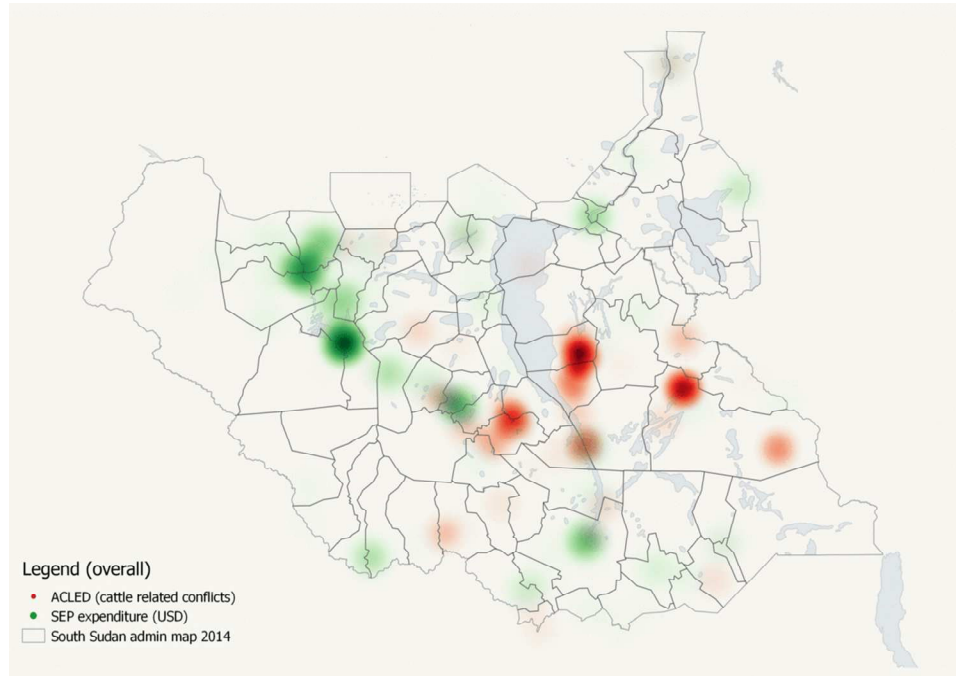 Legend (overall)
ACLED (cattle related conflicts)
SEP expenditure (USD)
South Sudan admin map 2014